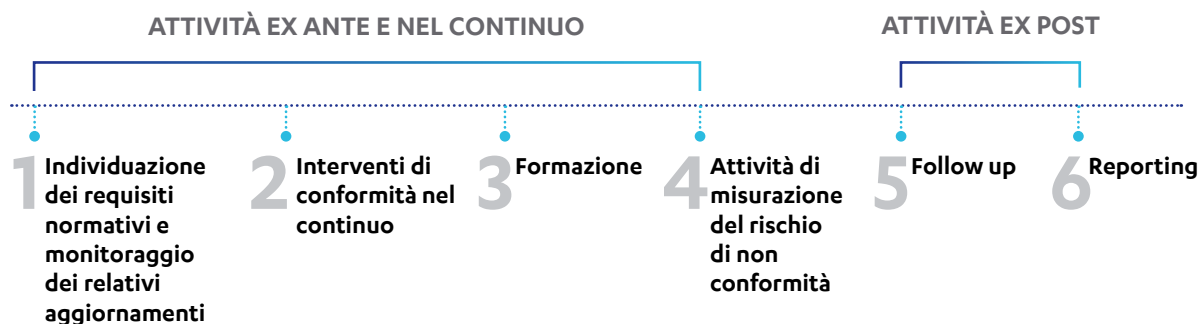 ATTIVITÀ EX ANTE E NEL CONTINUO
ATTIVITÀ EX POST
1 Individuazione
dei requisiti
normativi e
monitoraggio
dei relativi
aggiornamenti
2 Interventi di
conformità nel
continuo
3 Formazione
4 Attività di
misurazione
del rischio
di non
conformità
5 Follow up
6 Reporting